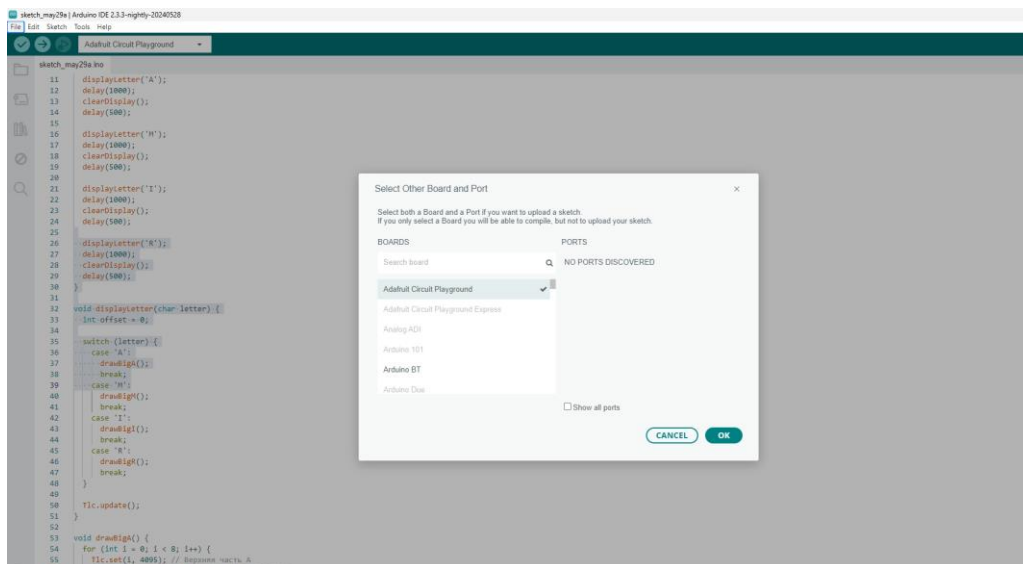 sketch_may29a | Arduino IDE 2.3.3-nightly-20240528
File Edit Sketch Tools Help
Adafruit Circuit Playground
sketch_may29a.ino
11 displayLetter('A');
12 delay(1000);
13 clearDisplay();
14 delay(500);
15
16 displayLetter('M');
17 delay(1000);
18 clearDisplay();
19 delay(500);
20
21 displayLetter('I');
22 delay(1000);
23 clearDisplay();
24 delay(500);
25
26 displayLetter('R');
27 delay(1000);
28 clearDisplay();
29 delay(500);
30 }
31
32 void displayLetter(char letter) {
33 int offset = 0;
34
35 switch (letter) {
36 case 'A':
37 drawBigA();
38 break;
39 case 'M':
40 drawBigM();
41 break;
42 case 'I':
43 drawBigI();
44 break;
45 case 'R':
46 drawBigR();
47 break;
48 }
49
50 Tlc.update();
51 }
52
53 void drawBigA() {
54 for (int i = 0; i < 8; i++) {
55 Tlc.set(i, 4095); // Верхняя часть A
Select Other Board and Port
Select both a Board and a Port if you want to upload a sketch.
If you only select a Board you will be able to compile, but not to upload your sketch.
BOARDS
Search board
Adafruit Circuit Playground
Adafruit Circuit Playground Express
Analog ADI
Arduino 101
Arduino BT
Arduino Due
PORTS
NO PORTS DISCOVERED
Show all ports
CANCEL OK